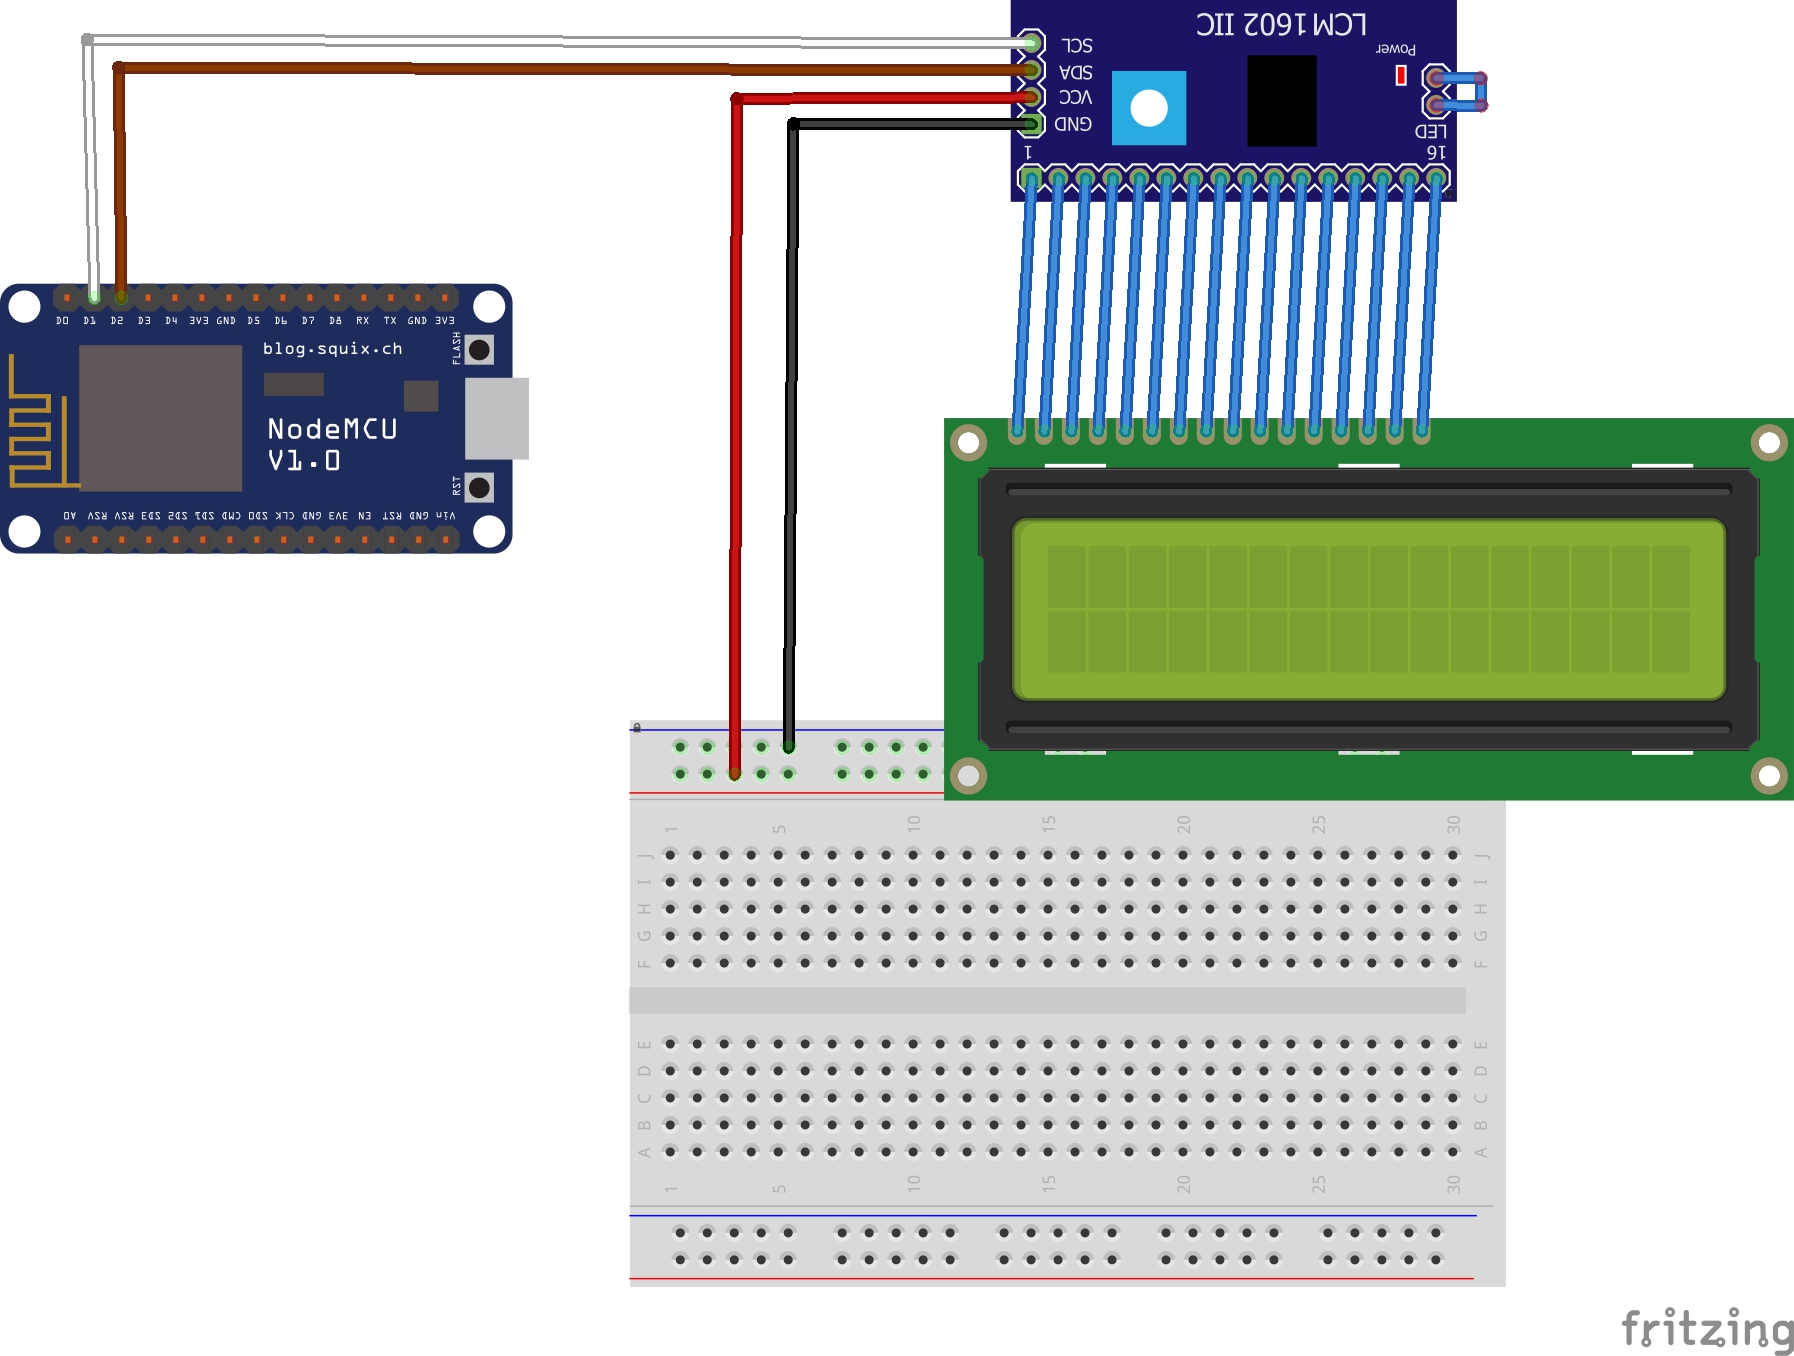 LCM1602 IIC
SCL
SDA
VCC
GND
Power
LED
1
16
D0 D1 D2 D3 D4 3V3 GND D5 D6 D7 D8 RX TX GND 3V3
blog.squix.ch
FLASH
NodeMCU
V1.0
RST
A0 RSV RSV SD3 SD2 SD1 CMD SD0 CLK GND 3VE EN RST GND Vin
1 5 10 15 20 25 30
J J
I I
H H
G G
F F
E E
D D
C C
B B
A A
1 5 10 15 20 25 30
fritzing